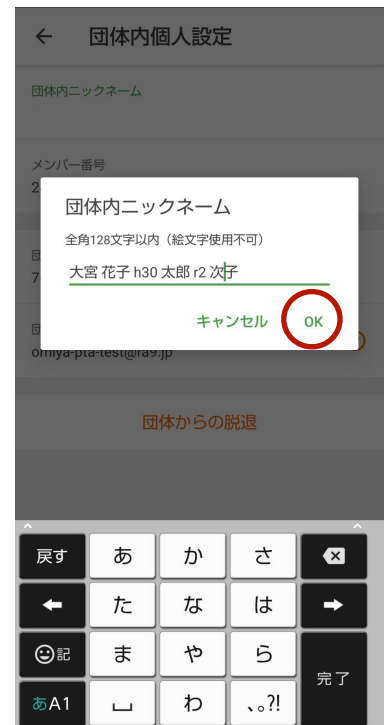 ← 団体内個人設定
団体内ニックネーム
メンバー番号
2
団体内ニックネーム
全角128文字以内（絵文字使用不可）
大宮 花子 h30 太郎 r2 次子
キャンセル OK
団
7
団
omiya-pta-test@ra9.jp
団体からの脱退
戻す あ か さ
← た な は →
記 ま や ら
完了
あA1 わ 、。?!